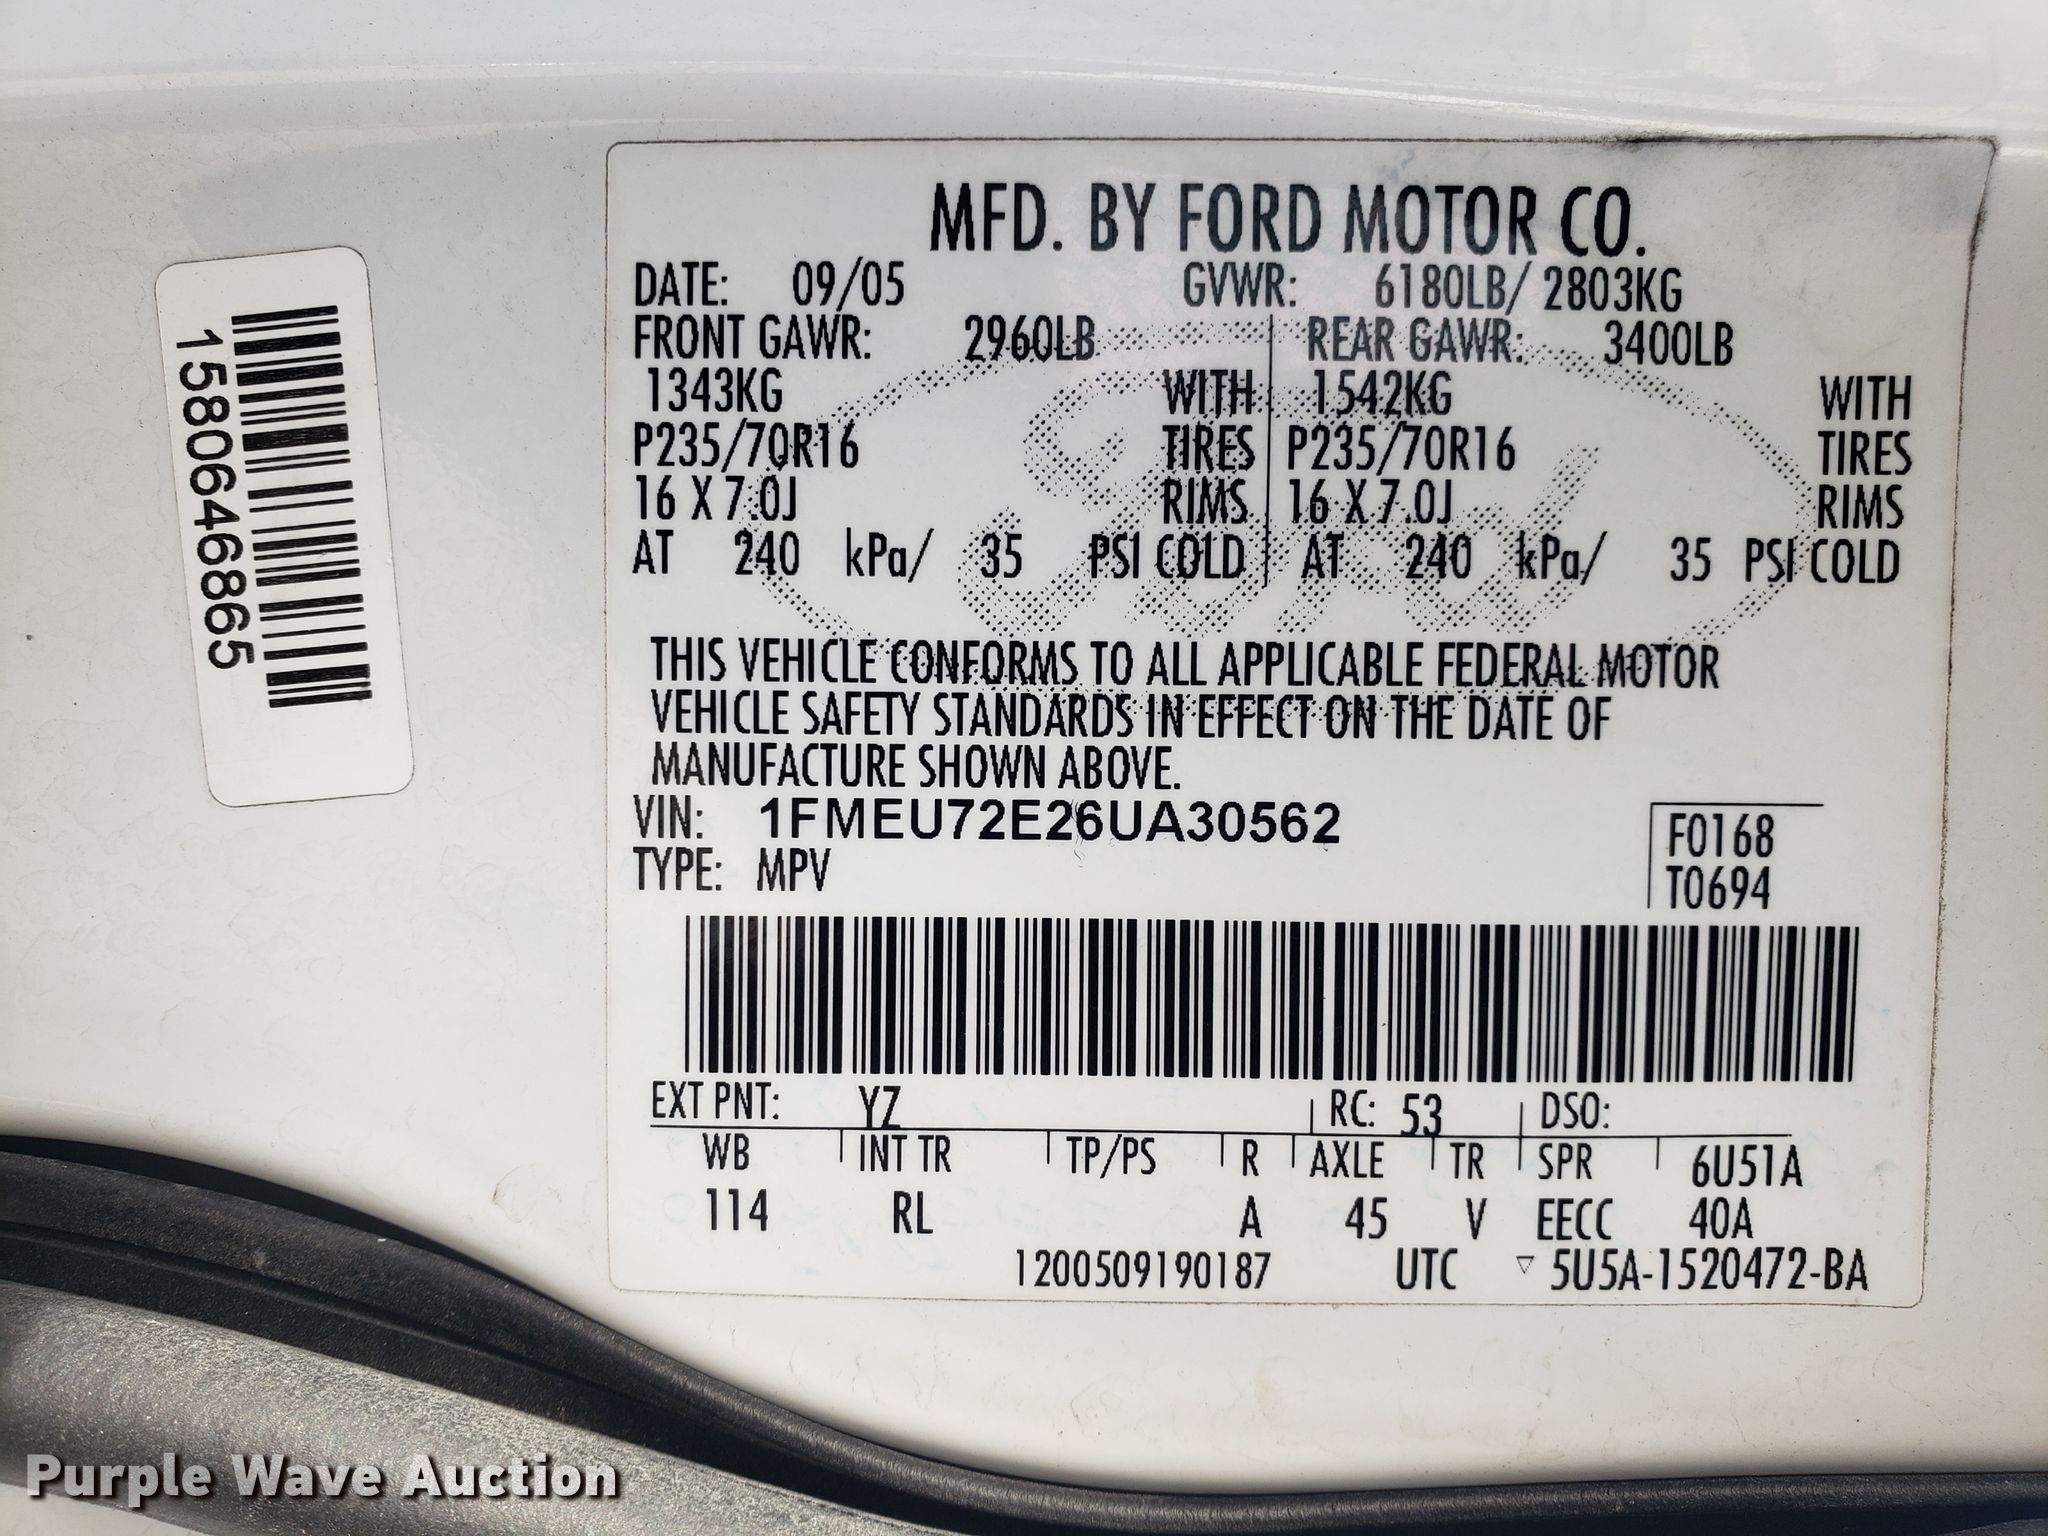 1580646865
MFD. BY FORD MOTOR CO.
DATE: 09/05 GVWR: 6180LB/ 2803KG
FRONT GAWR: 2960LB REAR GAWR: 3400LB
1343KG WITH 1542KG WITH
P235/70R16 TIRES P235/70R16 TIRES
16 X 7.0J RIMS 16 X 7.0J RIMS
AT 240 kPa/ 35 PSI COLD AT 240 kPa/ 35 PSI COLD
Ford
THIS VEHICLE CONFORMS TO ALL APPLICABLE FEDERAL MOTOR
VEHICLE SAFETY STANDARDS IN EFFECT ON THE DATE OF
MANUFACTURE SHOWN ABOVE.
VIN: 1FMEU72E26UA30562
TYPE: MPV
F0168
T0694
EXT PNT: YZ RC: 53 DSO:
WB INT TR TP/PS R AXLE TR SPR 6U51A
114 RL A 45 V EECC 40A
1200509190187 UTC ▽ 5U5A-1520472-BA
Purple Wave Auction